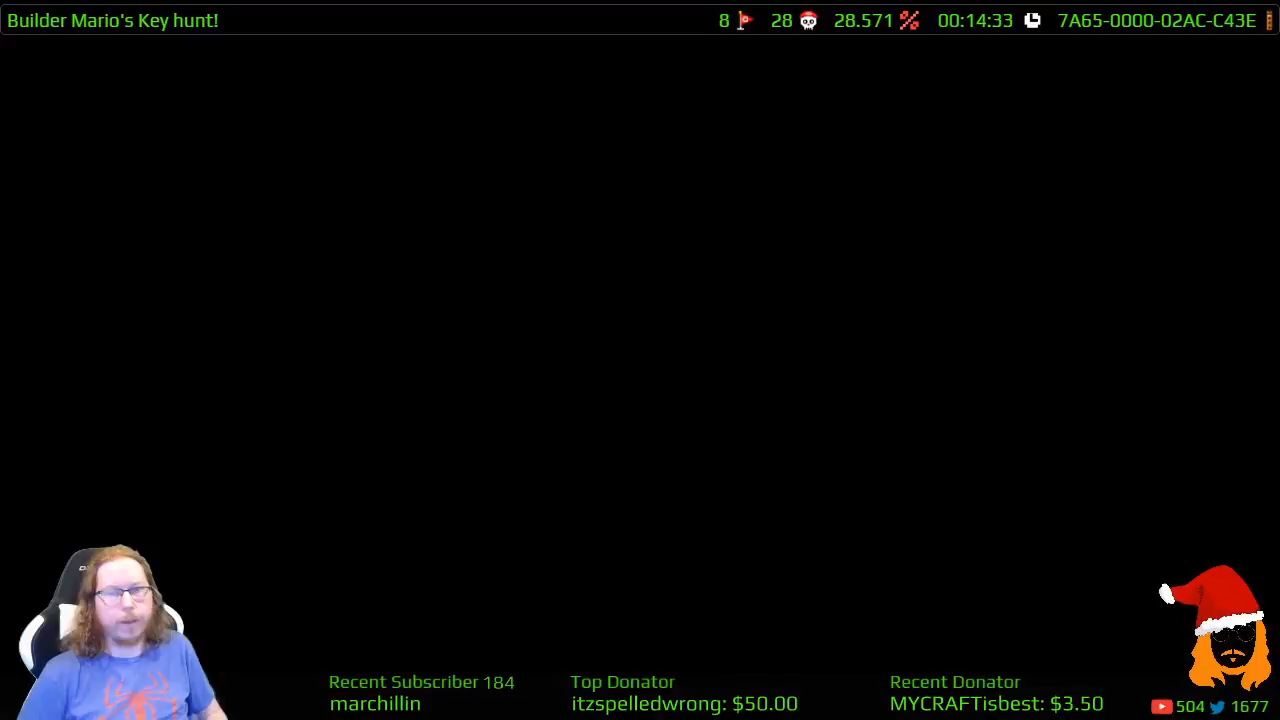 Builder Mario's Key hunt! 8 28 28.571 00:14:33 7A65-0000-02AC-C43E
Recent Subscriber 184 Top Donator Recent Donator
marchillin itzspelledwrong: $50.00 MYCRAFTisbest: $3.50 504 1677